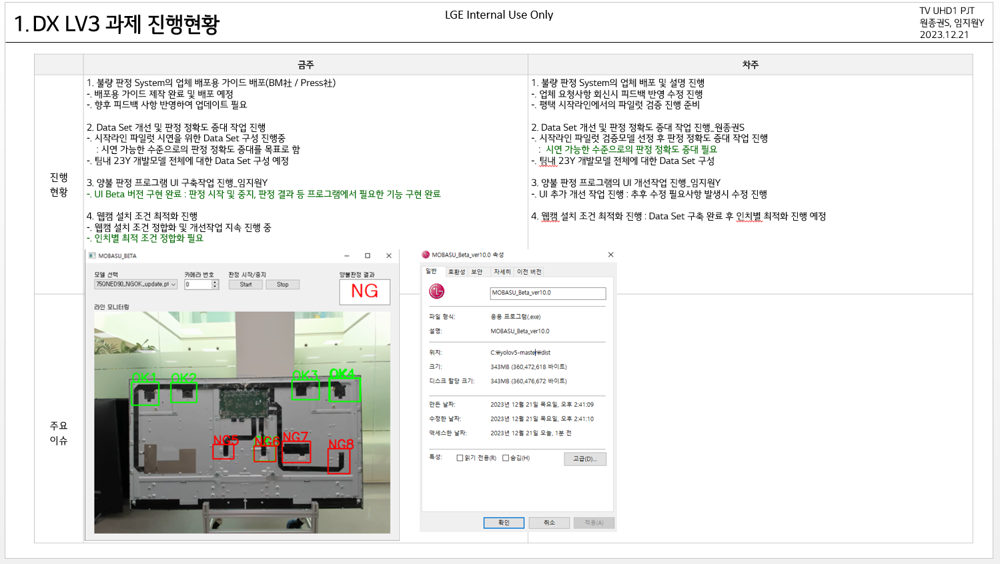 1. DX LV3 과제 진행현황
LGE Internal Use Only
TV UHD1 PJT
원종권S, 임지원Y
2023.12.21
금주
차주
진행
현황
1. 불량 판정 System의 업체 배포용 가이드 배포(BM社 / Press社)
-. 배포용 가이드 제작 완료 및 배포 예정
-. 향후 피드백 사항 반영하여 업데이트 필요
2. Data Set 개선 및 판정 정확도 증대 작업 진행
-. 시작라인 파일럿 시연을 위한 Data Set 구성 진행중
: 시연 가능한 수준으로의 판정 정확도 증대를 목표로 함
-. 팀내 23Y 개발모델 전체에 대한 Data Set 구성 예정
3. 양불 판정 프로그램 UI 구축작업 진행_임지원Y
-. UI Beta 버전 구현 완료 : 판정 시작 및 중지, 판정 결과 등 프로그램에서 필요한 기능 구현 완료
4. 웹캠 설치 조건 최적화 진행
-. 웹캠 설치 조건 정합화 및 개선작업 지속 진행 중
-. 인치별 최적 조건 정합화 필요
1. 불량 판정 System의 업체 배포 및 설명 진행
-. 업체 요청사항 회신시 피드백 반영 수정 진행
-. 평택 시작라인에서의 파일럿 검증 진행 준비
2. Data Set 개선 및 판정 정확도 증대 작업 진행_원종권S
-. 시작라인 파일럿 검증모델 선정 후 판정 정확도 증대 작업 진행
: 시연 가능한 수준으로의 판정 정확도 증대 필요
-. 팀내 23Y 개발모델 전체에 대한 Data Set 구성
3. 양불 판정 프로그램의 UI 개선작업 진행_임지원Y
-. UI 추가 개선 작업 진행 : 추후 수정 필요사항 발생시 수정 진행
4. 웹캠 설치 조건 최적화 진행 : Data Set 구축 완료 후 인치별 최적화 진행 예정
주요
이슈
MOBASU_BETA
모델 선택
카메라 번호
판정 시작/중지
양불판정 결과
75QNED90_NGOK_update.pt
0
Start
Stop
NG
라인 모니터링
OK1
OK2
OK3
OK4
NG5
NG6
NG7
NG8
MOBASU_Beta_ver10.0 속성
일반
호환성
보안
자세히
이전 버전
MOBASU_Beta_ver10.0
파일 형식:
응용 프로그램(.exe)
설명:
MOBASU_Beta_ver10.0
위치:
C:₩yolov5-master₩dist
크기:
343MB (360,472,618 바이트)
디스크 할당 크기:
343MB (360,476,672 바이트)
만든 날짜:
2023년 12월 21일 목요일, 오후 2:41:09
수정한 날짜:
2023년 12월 21일 목요일, 오후 2:41:10
액세스한 날짜:
2023년 12월 21일 오늘, 1분 전
특성:
읽기 전용(R)
숨김(H)
고급(D)...
확인
취소
적용(A)